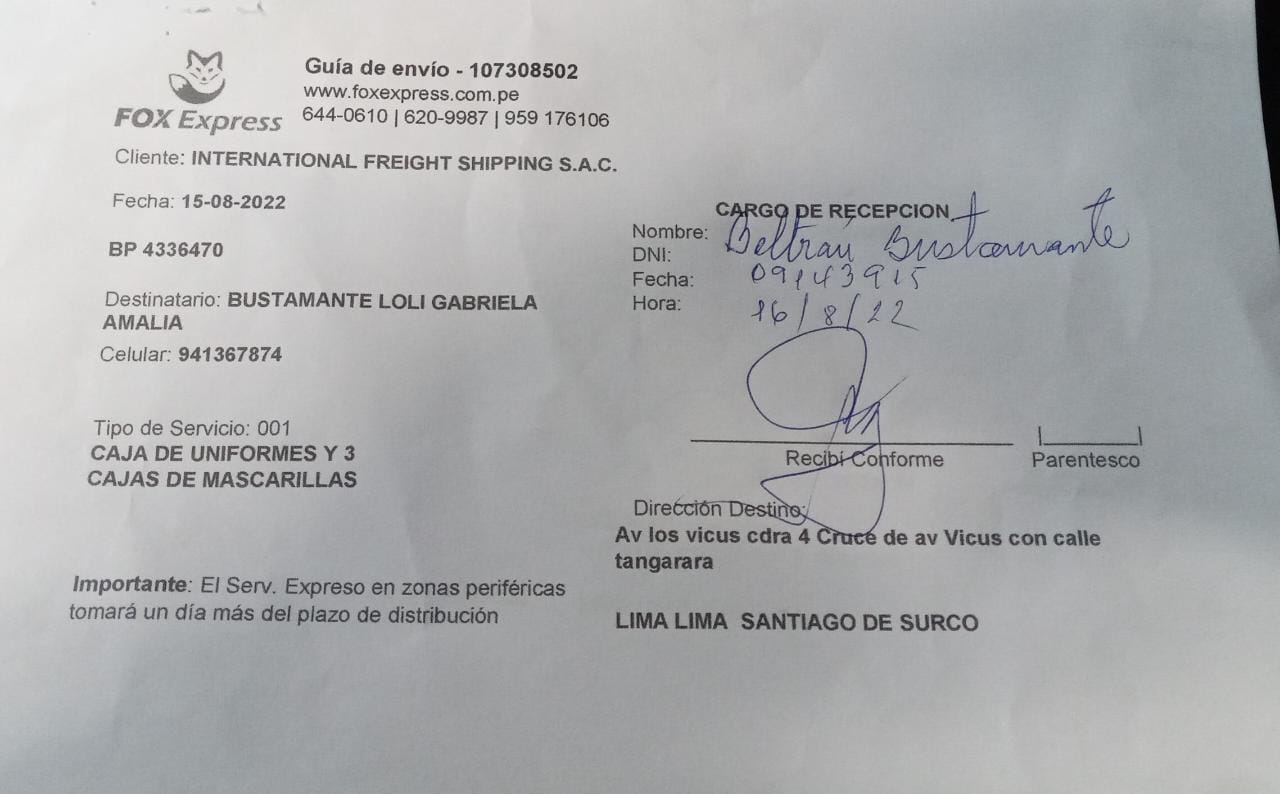 FOX Express
Guía de envío - 107308502
www.foxexpress.com.pe
644-0610 | 620-9987 | 959 176106
Cliente: INTERNATIONAL FREIGHT SHIPPING S.A.C.
Fecha: 15-08-2022
BP 4336470
Destinatario: BUSTAMANTE LOLI GABRIELA
AMALIA
Celular: 941367874
Tipo de Servicio: 001
CAJA DE UNIFORMES Y 3
CAJAS DE MASCARILLAS
Importante: El Serv. Expreso en zonas periféricas
tomará un día más del plazo de distribución
CARGO DE RECEPCION
Nombre: Beltrán Bustamante
DNI: 09143915
Fecha: 16/8/22
Hora:
Recibí Conforme
Parentesco
Dirección Destino:
Av los vicus cdra 4 Cruce de av Vicus con calle
tangarara
LIMA LIMA SANTIAGO DE SURCO